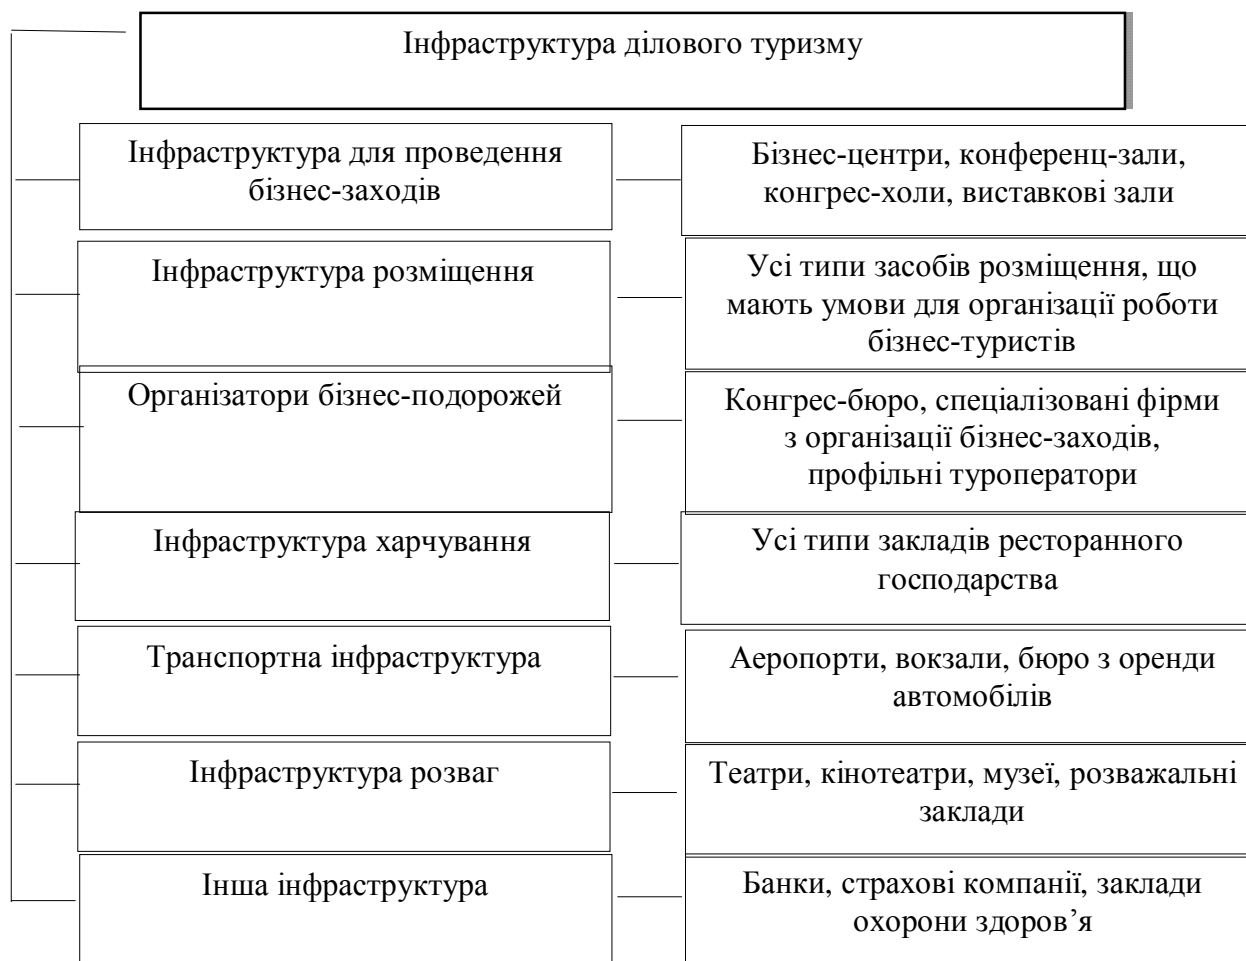 Інфраструктура ділового туризму
Інфраструктура для проведення
бізнес-заходів
Бізнес-центри, конференц-зали,
конгрес-холи, виставкові зали
Інфраструктура розміщення
Усі типи засобів розміщення, що
мають умови для організації роботи
бізнес-туристів
Організатори бізнес-подорожей
Конгрес-бюро, спеціалізовані фірми
з організації бізнес-заходів,
профільні туроператори
Інфраструктура харчування
Усі типи закладів ресторанного
господарства
Транспортна інфраструктура
Аеропорти, вокзали, бюро з оренди
автомобілів
Інфраструктура розваг
Театри, кінотеатри, музеї, розважальні
заклади
Інша інфраструктура
Банки, страхові компанії, заклади
охорони здоров’я